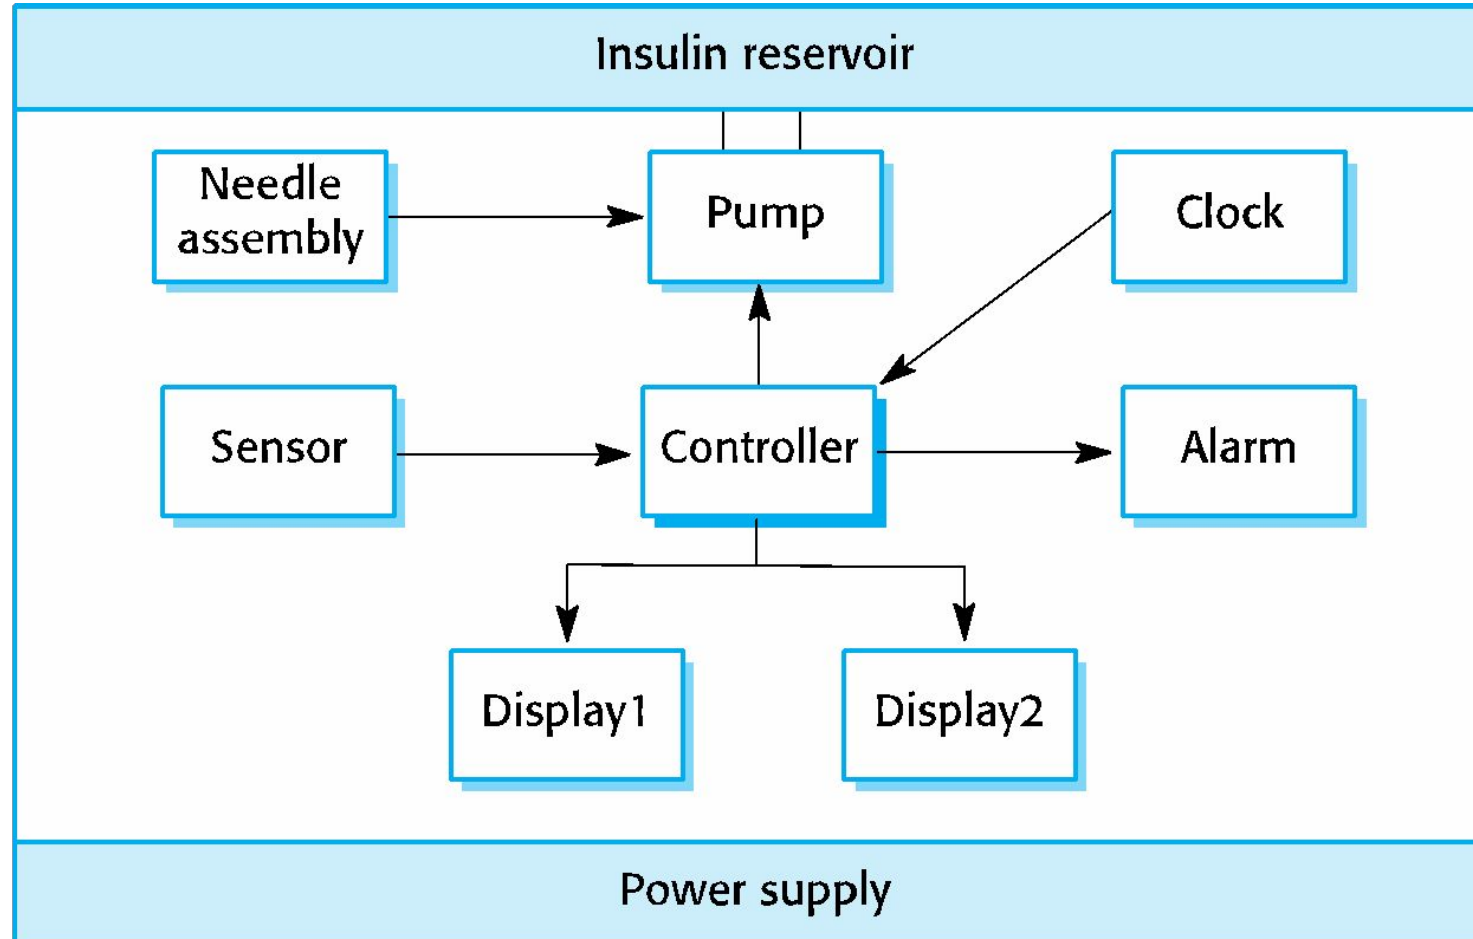 Insulin reservoir
Needle
assembly
Pump
Clock
Sensor
Controller
Alarm
Display1
Display2
Power supply